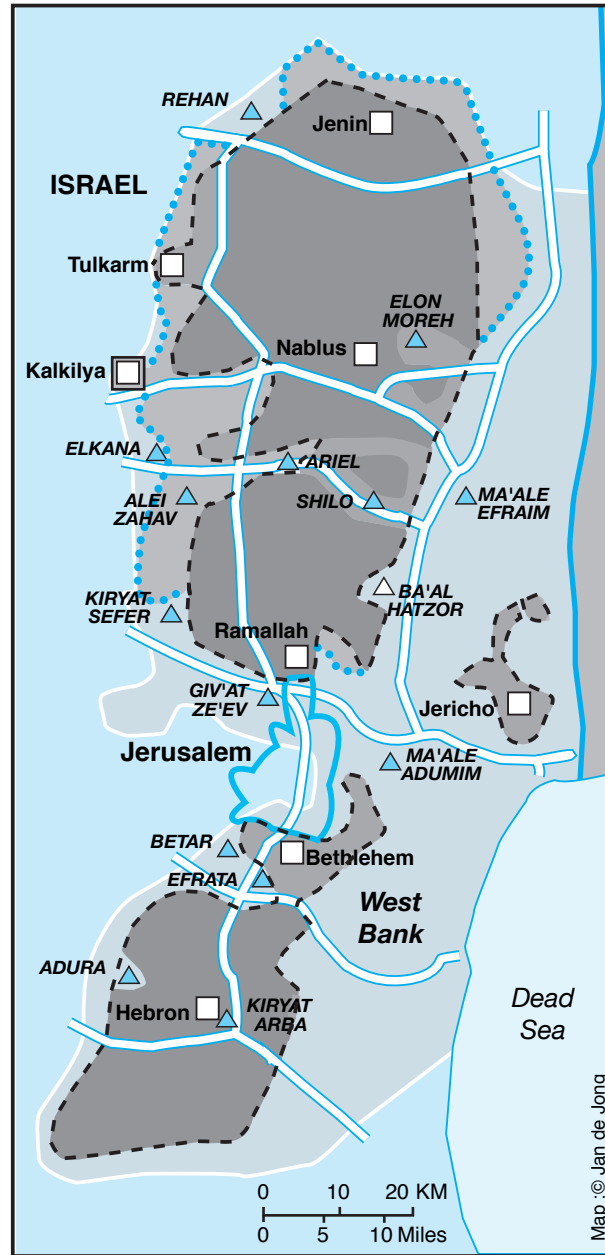 REHAN
Jenin
ISRAEL
Tulkarm
ELON
MOREH
Nablus
Kalkilya
ELKANA
ARIEL
ALEI
ZAHAV
SHILO
MA'ALE
EFRAIM
KIRYAT
SEFER
BA'AL
HATZOR
Ramallah
GIV'AT
ZE'EV
Jericho
Jerusalem
MA'ALE
ADUMIM
BETAR
Bethlehem
EFRATA
West
Bank
ADURA
Hebron
KIRYAT
ARBA
Dead
Sea
0 10 20 KM
0 5 10 Miles
Map :© Jan de Jong